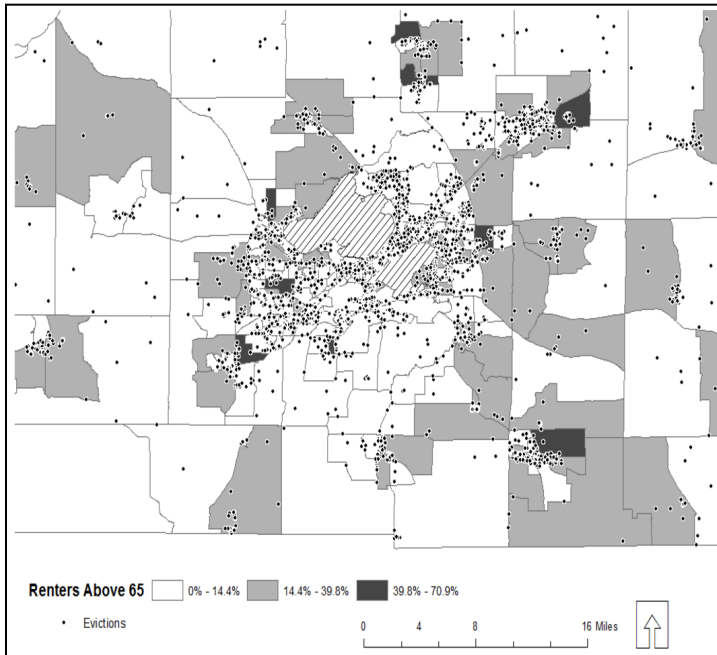 Renters Above 65 0% - 14.4% 14.4% - 39.8% 39.8% - 70.9%
Evictions
0 4 8 16 Miles